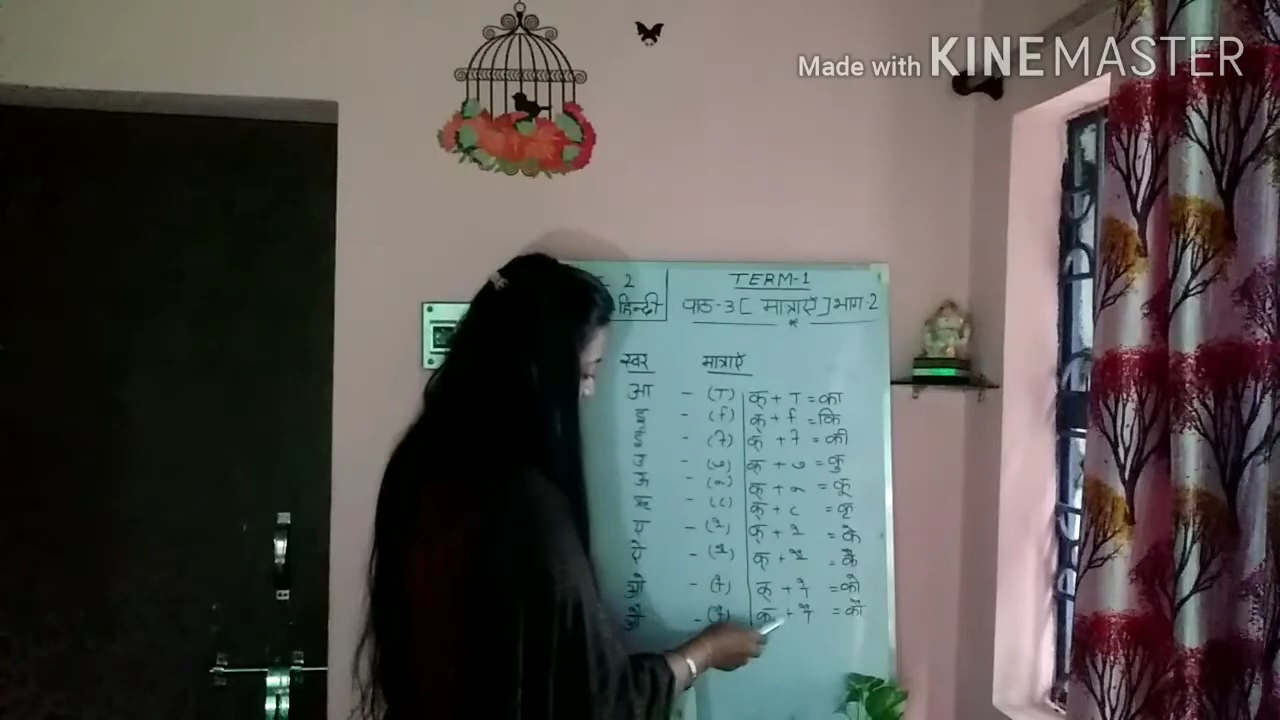 Made with KINEMASTER
2 TERM-1
हिन्दी पाठ-3 [ मात्राएँ ] भाग-2
स्वर मात्राएँ
आ - (ा) क् + ा = का
- (ि) क् + ि = कि
- (ी) क् + ी = की
- (ु) क् + ु = कु
- (ू) क् + ू = कू
- (ृ) क् + ृ = कृ
- (े) क् + े = के
- (ै) क् + ै = कै
- (ो) क् + ो = को
- (ौ) क् + ौ = कौ